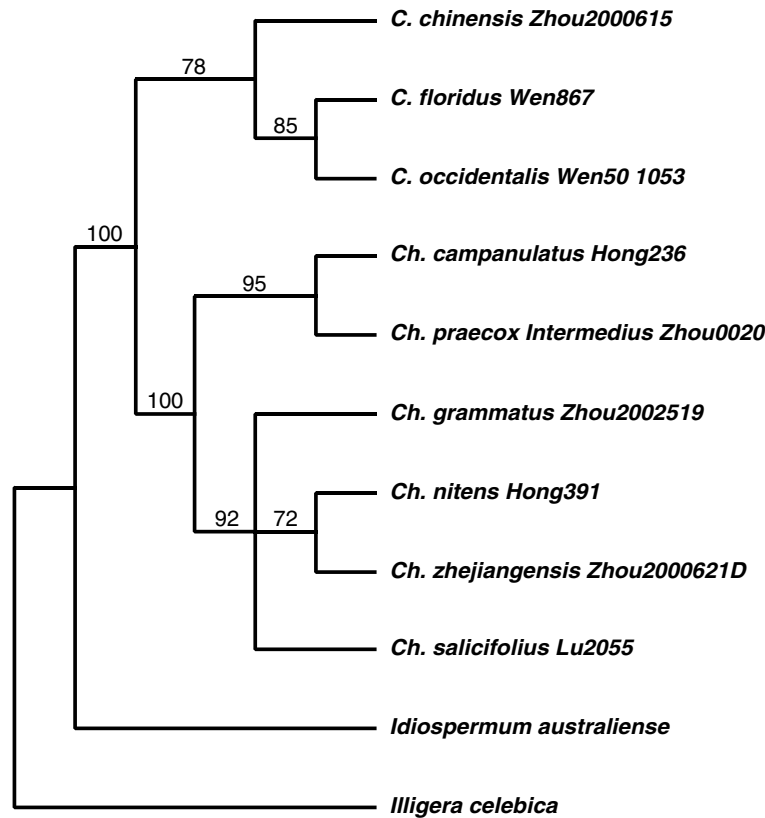 C. chinensis Zhou2000615
78
C. floridus Wen867
85
C. occidentalis Wen50 1053
100
Ch. campanulatus Hong236
95
Ch. praecox Intermedius Zhou0020
100
Ch. grammatus Zhou2002519
Ch. nitens Hong391
92 72
Ch. zhejiangensis Zhou2000621D
Ch. salicifolius Lu2055
Idiospermum australiense
Illigera celebica